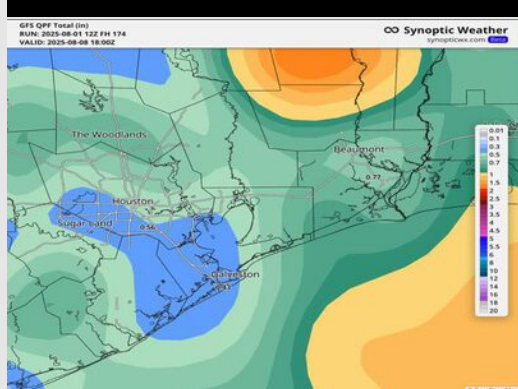 GFS QPF Total (in)
RUN: 2025-08-01 12Z FH 174
VALID: 2025-08-08 18:00Z
Synoptic Weather
synopticwx.com Beta
The Woodlands
Beaumont
0.77
Houston
Sugar Land
0.56
Galveston
0.01
0.1
0.3
0.5
0.7
1
1.5
2
2.5
3
3.5
4
4.5
5
5.5
6
8
10
12
14
16
18
20